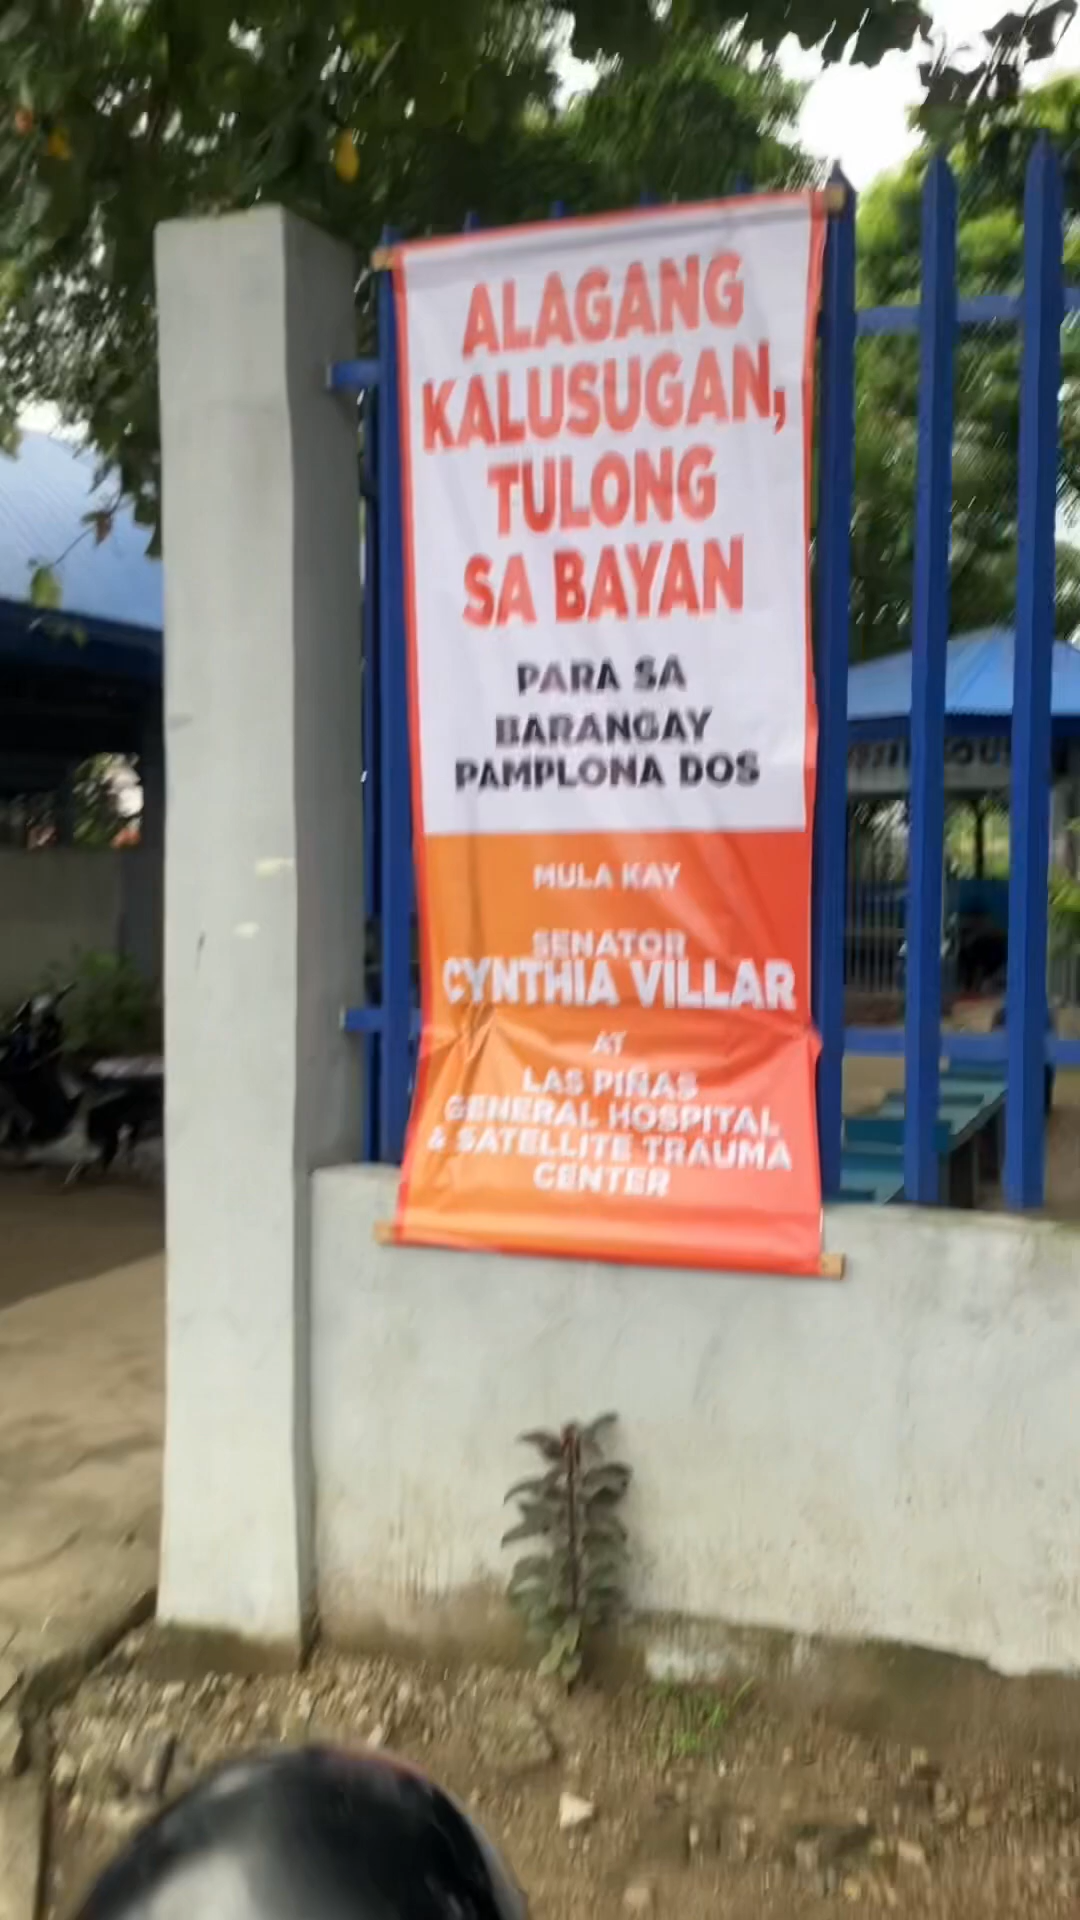 ALAGANG
KALUSUGAN,
TULONG
SA BAYAN
PARA SA
BARANGAY
PAMPLONA DOS
MULA KAY
SENATOR
CYNTHIA VILLAR
AT
LAS PIÑAS
GENERAL HOSPITAL
& SATELLITE TRAUMA
CENTER